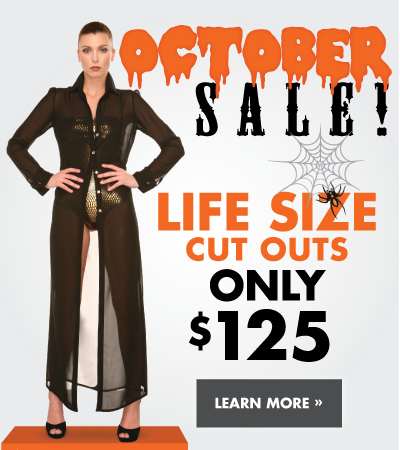 OCTOBER
SALE!
LIFE SIZE
CUT OUTS
ONLY
$125
LEARN MORE »